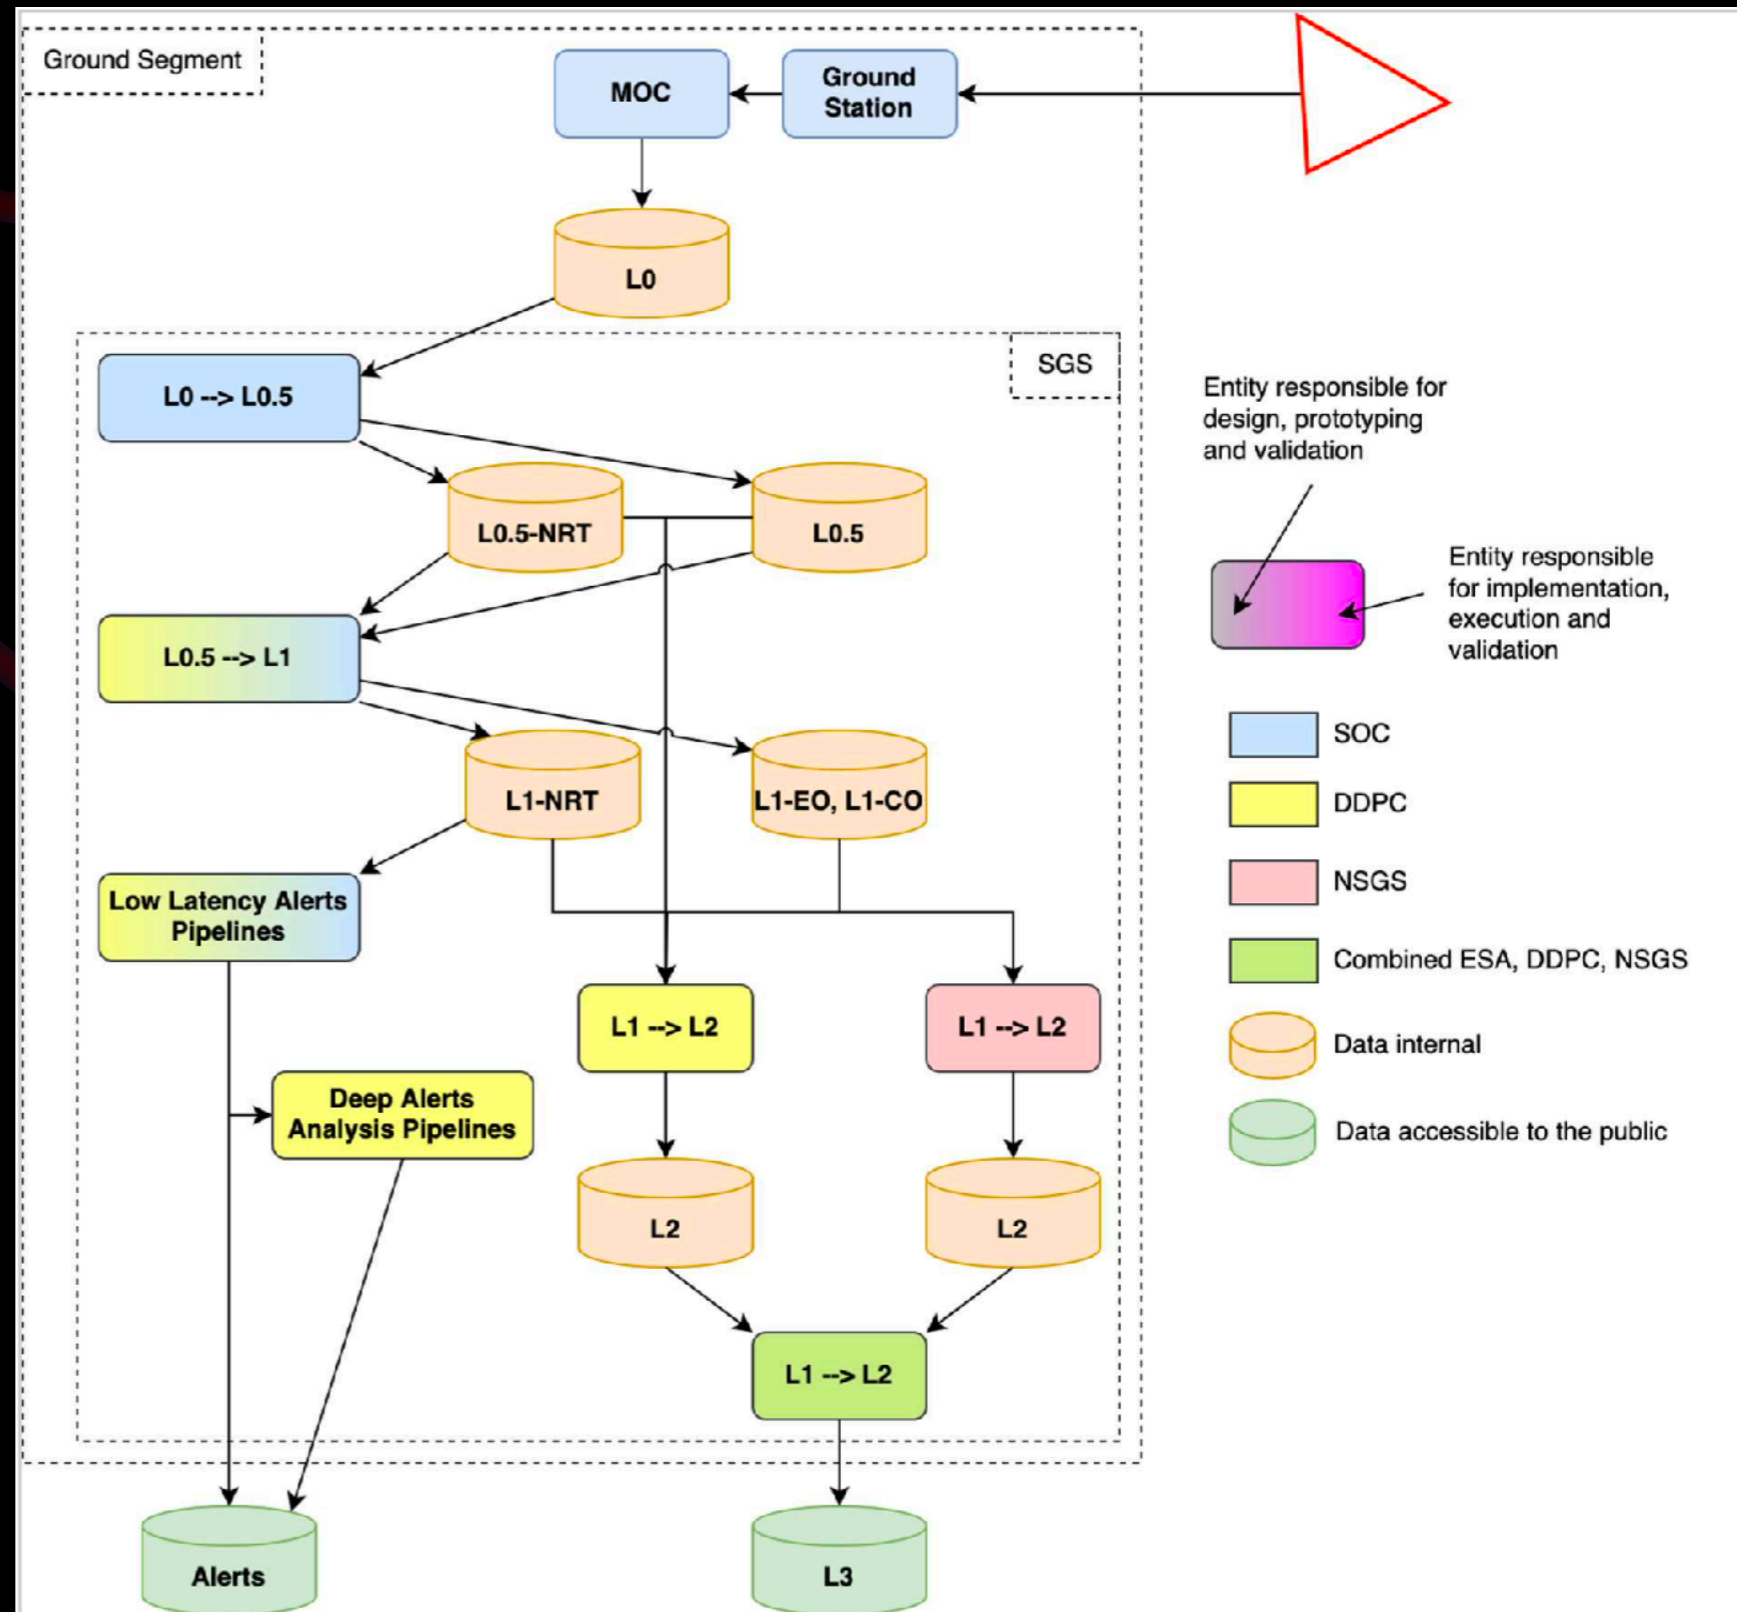 Ground Segment
MOC
Ground
Station
L0
SGS
L0 --> L0.5
L0.5-NRT
L0.5
L0.5 --> L1
L1-NRT
L1-EO, L1-CO
Low Latency Alerts
Pipelines
L1 --> L2
L1 --> L2
Deep Alerts
Analysis Pipelines
L2
L2
L1 --> L2
Alerts
L3
Entity responsible for
design, prototyping
and validation
Entity responsible
for implementation,
execution and
validation
SOC
DDPC
NSGS
Combined ESA, DDPC, NSGS
Data internal
Data accessible to the public